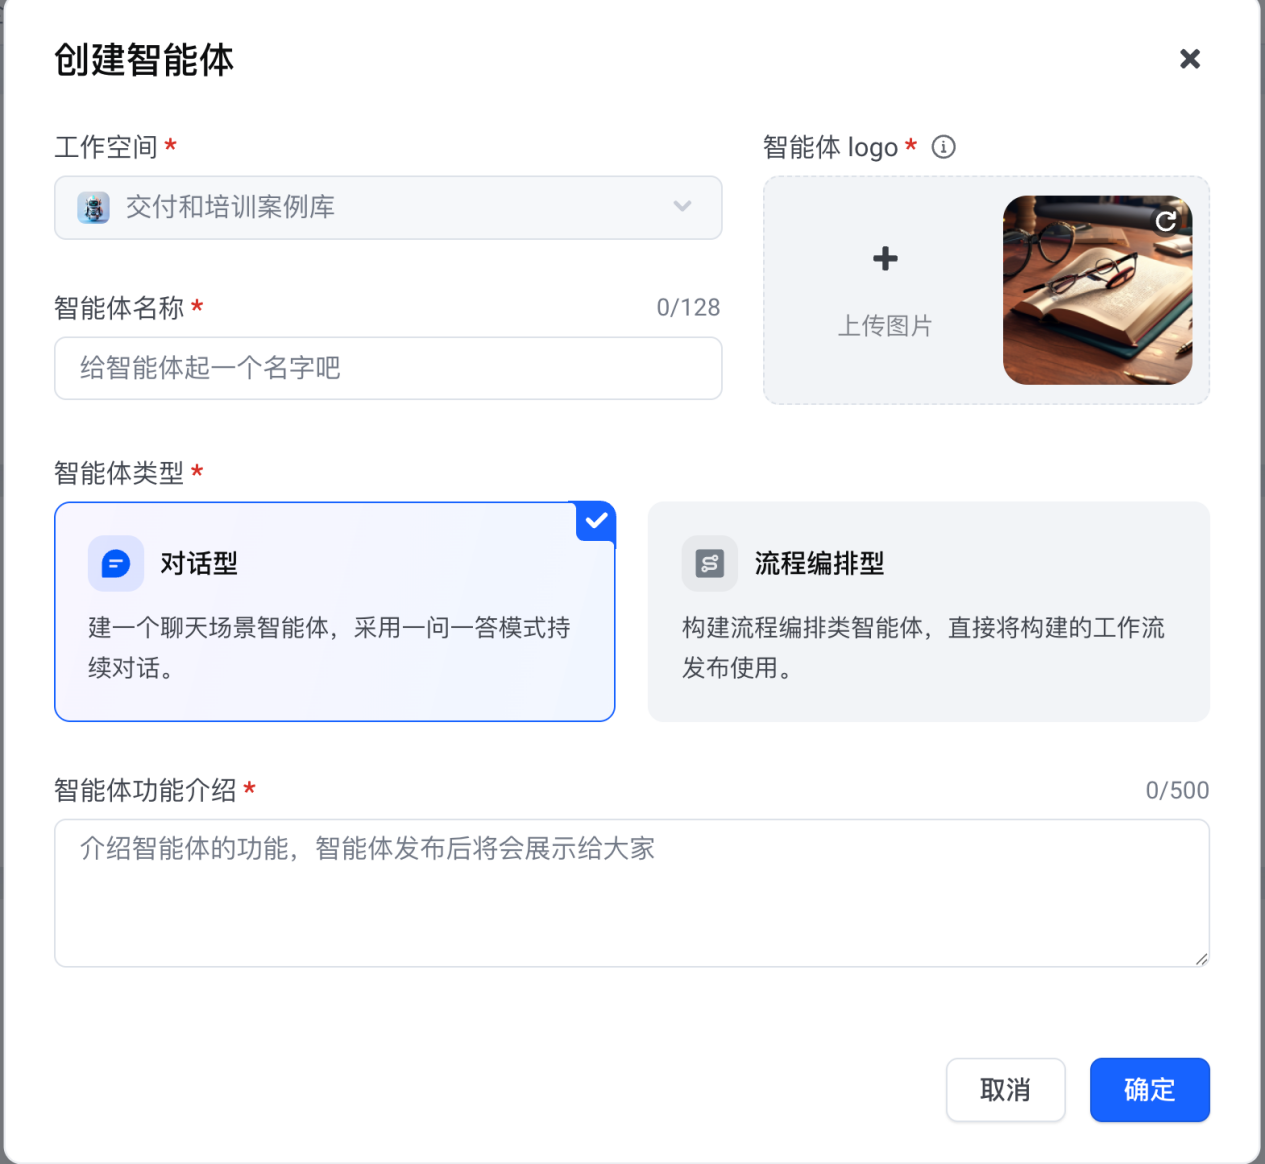 创建智能体
工作空间 *
交付和培训案例库
智能体 logo *
上传图片
智能体名称 *
0/128
给智能体起一个名字吧
智能体类型 *
对话型
建一个聊天场景智能体，采用一问一答模式持
续对话。
流程编排型
构建流程编排类智能体，直接将构建的工作流
发布使用。
智能体功能介绍 *
0/500
介绍智能体的功能，智能体发布后将会展示给大家
取消
确定